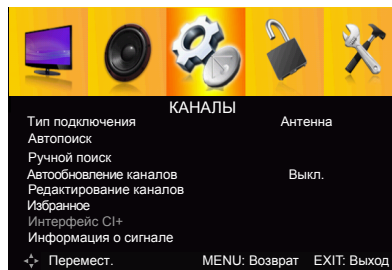 КАНАЛЫ
Тип подключения Антенна
Автопоиск
Ручной поиск
Автообновление каналов Выкл.
Редактирование каналов
Избранное
Интерфейс CI+
Информация о сигнале
Перемест. MENU: Возврат EXIT: Выход